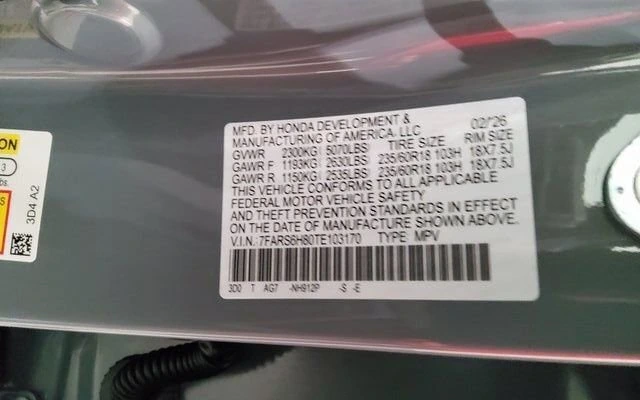 ON
3
bs.
S
3D4 A2
MFD. BY HONDA DEVELOPMENT & 02/'26
MANUFACTURING OF AMERICA, LLC
GVWR 2300KG 5070LBS TIRE SIZE RIM SIZE
GAWR F 1193KG 2630LBS 235/60R18 103H 18X7.5J
GAWR R 1150KG 2535LBS 235/60R18 103H 18X7.5J
THIS VEHICLE CONFORMS TO ALL APPLICABLE
FEDERAL MOTOR VEHICLE SAFETY
AND THEFT PREVENTION STANDARDS IN EFFECT
ON THE DATE OF MANUFACTURE SHOWN ABOVE.
V.I.N. 7FARS6H80TE103170 TYPE MPV
3D0 T AG7 -NH912P -S -E